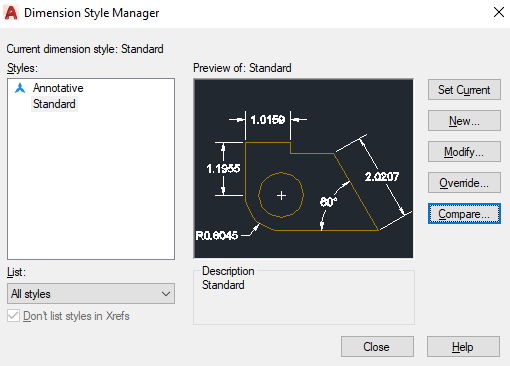 Dimension Style Manager
Current dimension style: Standard
Styles:
Annotative
Standard
List:
All styles
Don't list styles in Xrefs
Preview of: Standard
1.0159
1.1955
2.0207
60°
R0.6045
Description
Standard
Set Current
New...
Modify...
Override...
Compare...
Close
Help